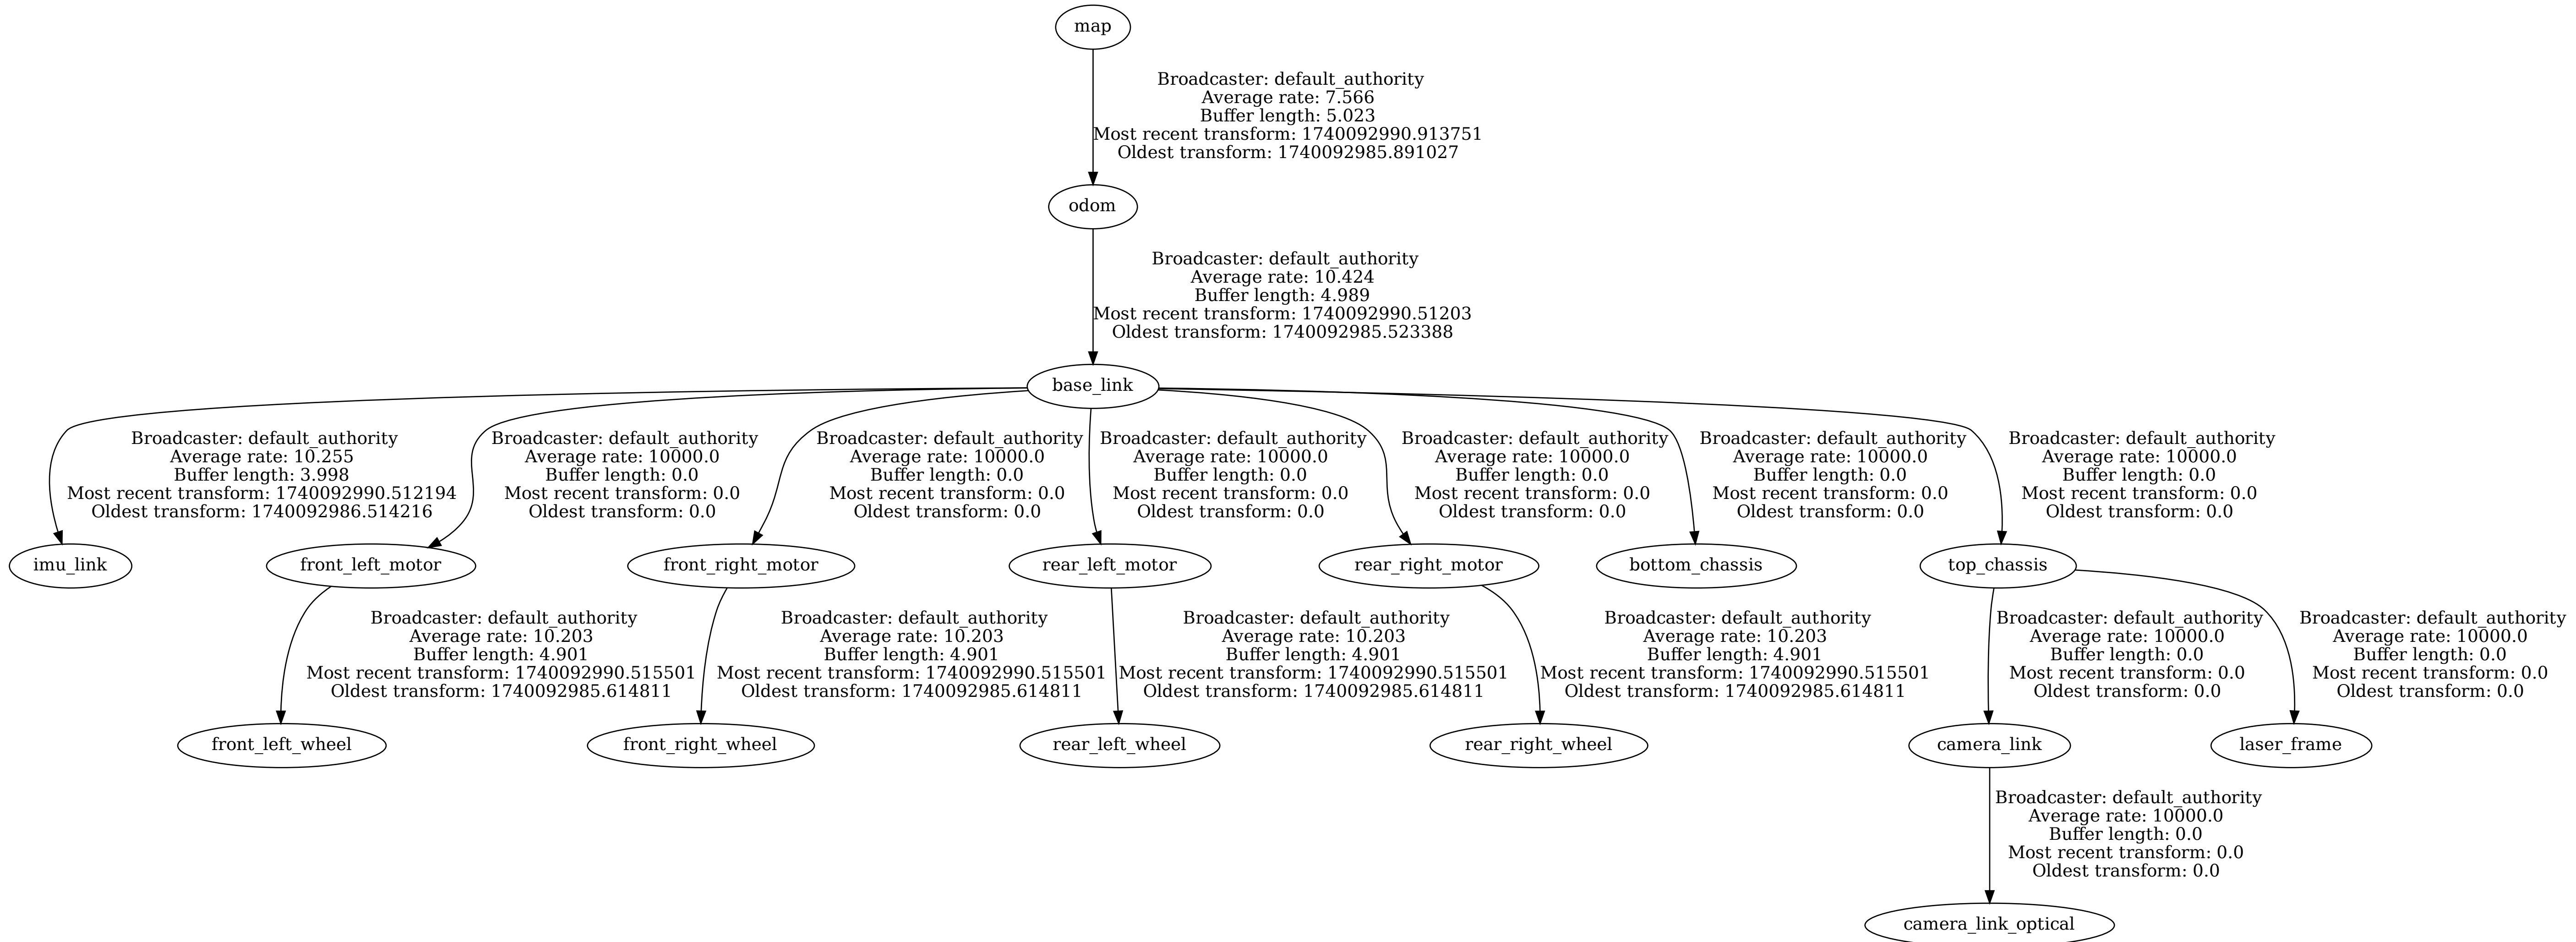 map
Broadcaster: default_authority
Average rate: 7.566
Buffer length: 5.023
Most recent transform: 1740092990.913751
Oldest transform: 1740092985.891027
odom
Broadcaster: default_authority
Average rate: 10.424
Buffer length: 4.989
Most recent transform: 1740092990.51203
Oldest transform: 1740092985.523388
base_link
Broadcaster: default_authority
Average rate: 10.255
Buffer length: 3.998
Most recent transform: 1740092990.512194
Oldest transform: 1740092986.514216
Broadcaster: default_authority
Average rate: 10000.0
Buffer length: 0.0
Most recent transform: 0.0
Oldest transform: 0.0
Broadcaster: default_authority
Average rate: 10000.0
Buffer length: 0.0
Most recent transform: 0.0
Oldest transform: 0.0
Broadcaster: default_authority
Average rate: 10000.0
Buffer length: 0.0
Most recent transform: 0.0
Oldest transform: 0.0
Broadcaster: default_authority
Average rate: 10000.0
Buffer length: 0.0
Most recent transform: 0.0
Oldest transform: 0.0
Broadcaster: default_authority
Average rate: 10000.0
Buffer length: 0.0
Most recent transform: 0.0
Oldest transform: 0.0
Broadcaster: default_authority
Average rate: 10000.0
Buffer length: 0.0
Most recent transform: 0.0
Oldest transform: 0.0
imu_link
front_left_motor
front_right_motor
rear_left_motor
rear_right_motor
bottom_chassis
top_chassis
Broadcaster: default_authority
Average rate: 10.203
Buffer length: 4.901
Most recent transform: 1740092990.515501
Oldest transform: 1740092985.614811
Broadcaster: default_authority
Average rate: 10.203
Buffer length: 4.901
Most recent transform: 1740092990.515501
Oldest transform: 1740092985.614811
Broadcaster: default_authority
Average rate: 10.203
Buffer length: 4.901
Most recent transform: 1740092990.515501
Oldest transform: 1740092985.614811
Broadcaster: default_authority
Average rate: 10.203
Buffer length: 4.901
Most recent transform: 1740092990.515501
Oldest transform: 1740092985.614811
Broadcaster: default_authority
Average rate: 10000.0
Buffer length: 0.0
Most recent transform: 0.0
Oldest transform: 0.0
Broadcaster: default_authority
Average rate: 10000.0
Buffer length: 0.0
Most recent transform: 0.0
Oldest transform: 0.0
front_left_wheel
front_right_wheel
rear_left_wheel
rear_right_wheel
camera_link
laser_frame
Broadcaster: default_authority
Average rate: 10000.0
Buffer length: 0.0
Most recent transform: 0.0
Oldest transform: 0.0
camera_link_optical